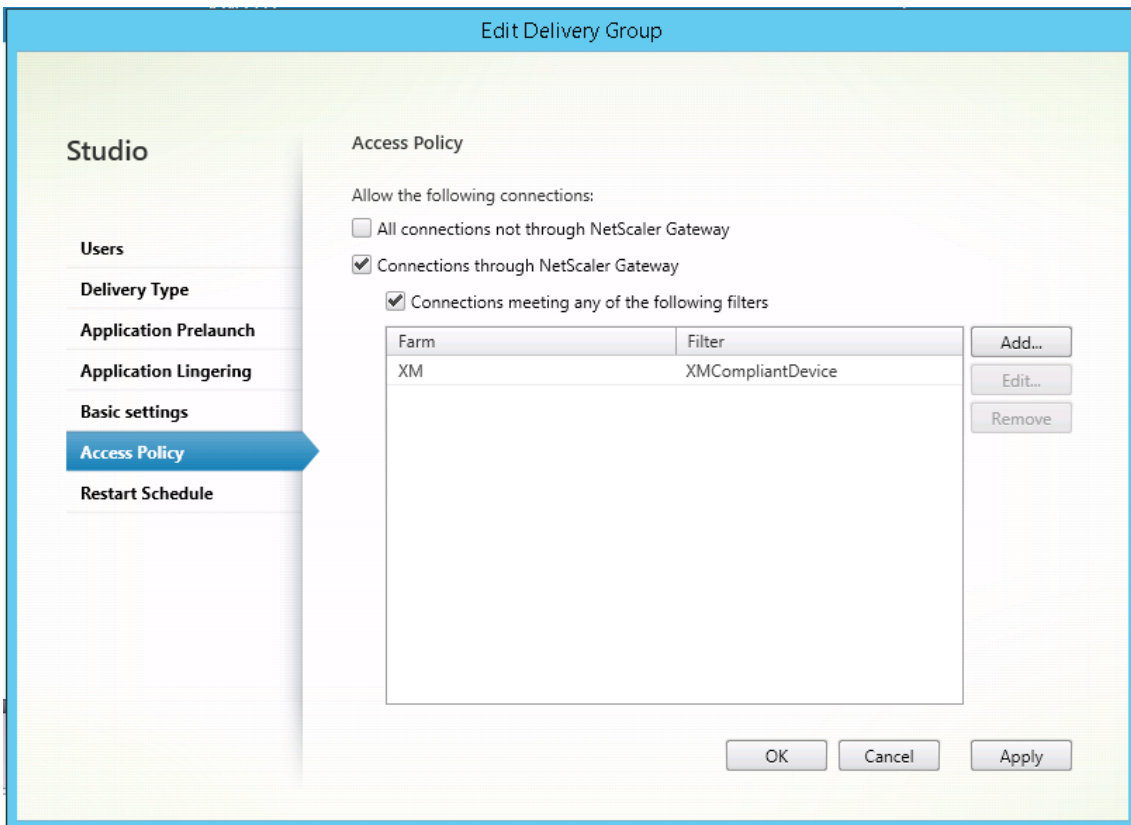 Edit Delivery Group
Studio
Users
Delivery Type
Application Prelaunch
Application Lingering
Basic settings
Access Policy
Restart Schedule
Access Policy
Allow the following connections:
All connections not through NetScaler Gateway
Connections through NetScaler Gateway
Connections meeting any of the following filters
Farm Filter
XM XMCompliantDevice
Add...
Edit...
Remove
OK Cancel Apply